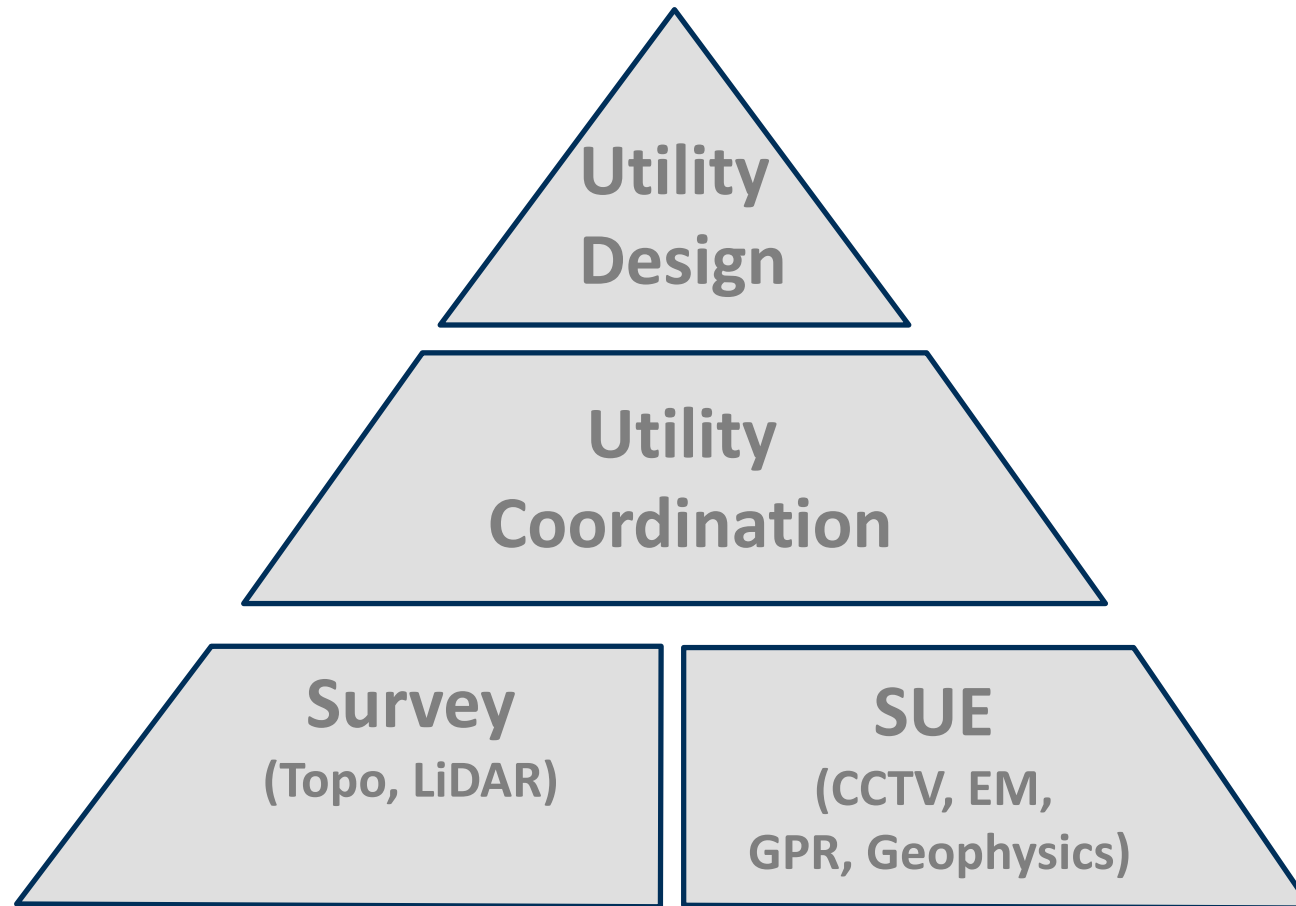 Utility
Design
Utility
Coordination
Survey
(Topo, LiDAR)
SUE
(CCTV, EM,
GPR, Geophysics)